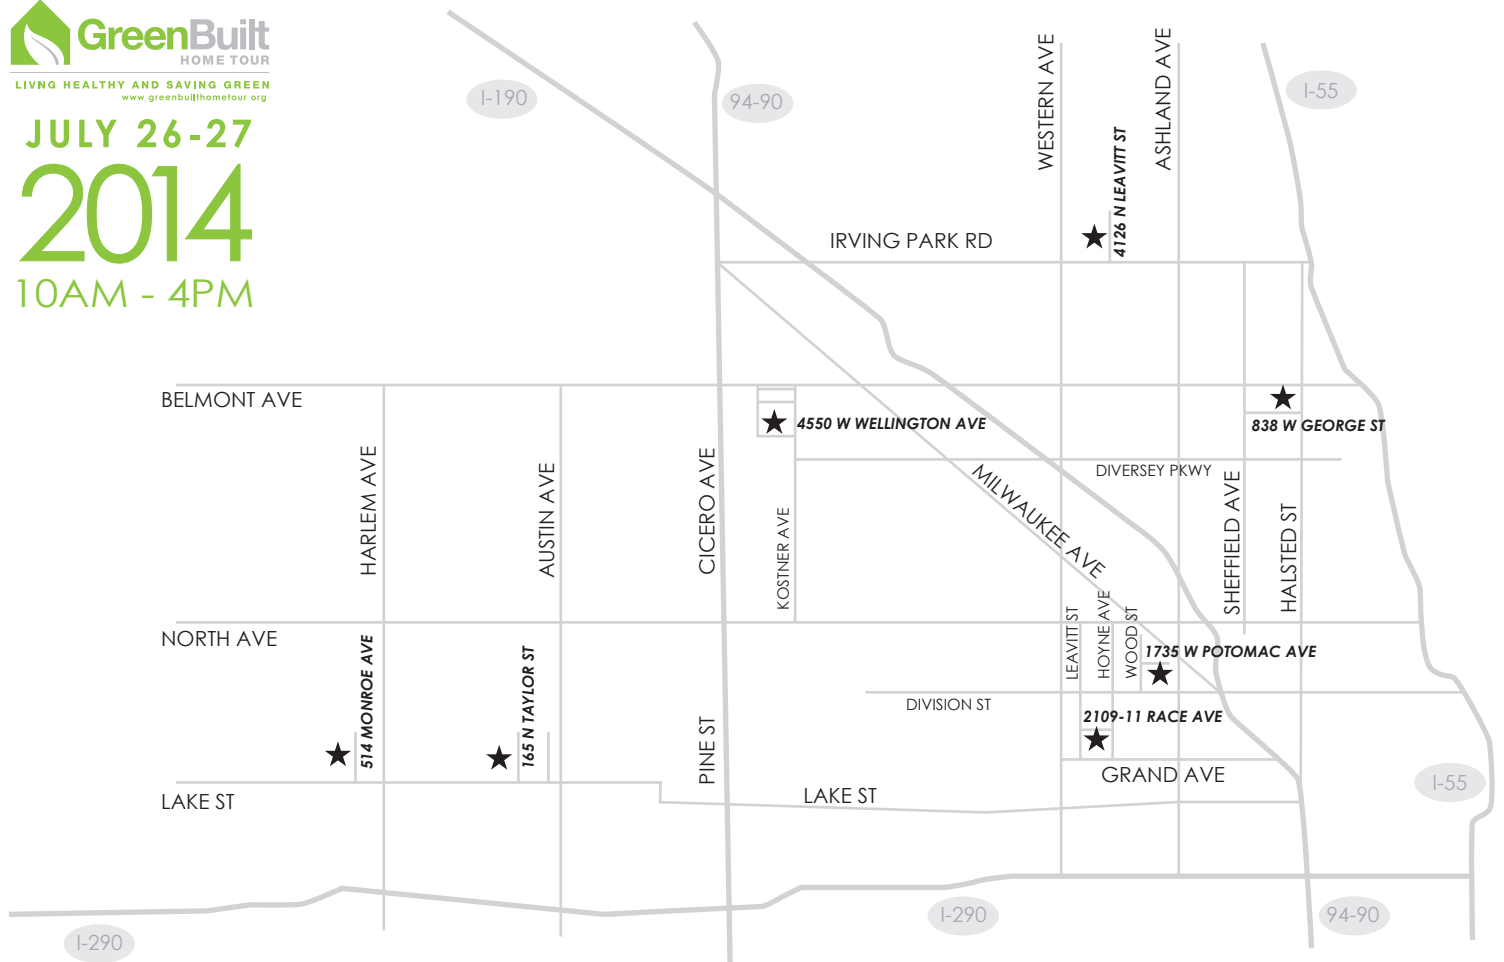 GreenBuilt
HOME TOUR
LIVNG HEALTHY AND SAVING GREEN
www greenbuilthometour org
JULY 26-27
2014
10AM - 4PM
I-190
94-90
WESTERN AVE
ASHLAND AVE
4126 N LEAVITT ST
I-55
IRVING PARK RD
BELMONT AVE
4550 W WELLINGTON AVE
838 W GEORGE ST
HARLEM AVE
AUSTIN AVE
CICERO AVE
KOSTNER AVE
MILWAUKEE AVE
DIVERSEY PKWY
SHEFFIELD AVE
HALSTED ST
NORTH AVE
514 MONROE AVE
165 N TAYLOR ST
PINE ST
LEAVITT ST
HOYNE AVE
WOOD ST
1735 W POTOMAC AVE
DIVISION ST
2109-11 RACE AVE
GRAND AVE
LAKE ST
LAKE ST
I-55
I-290
I-290
94-90